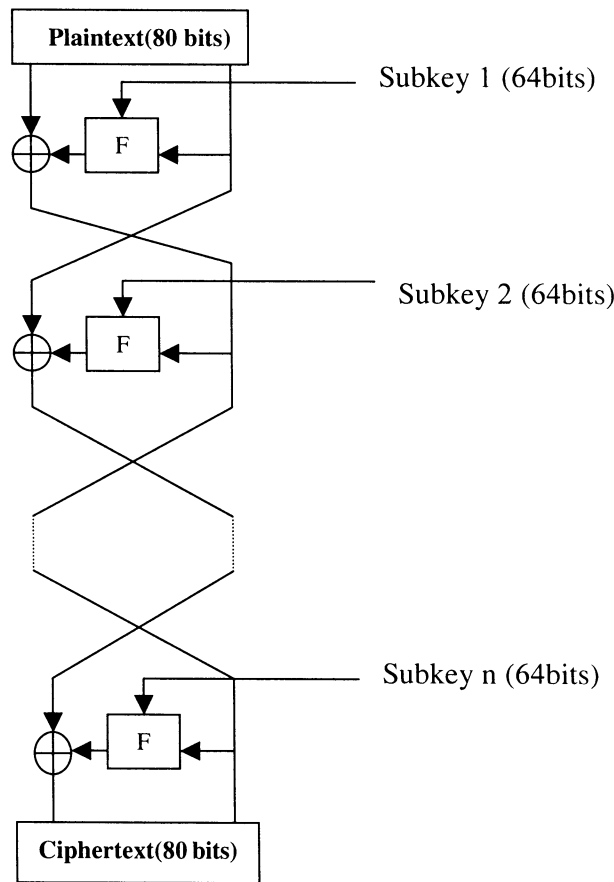 Plaintext(80 bits)
Subkey 1 (64bits)
F
Subkey 2 (64bits)
F
Subkey n (64bits)
F
Ciphertext(80 bits)